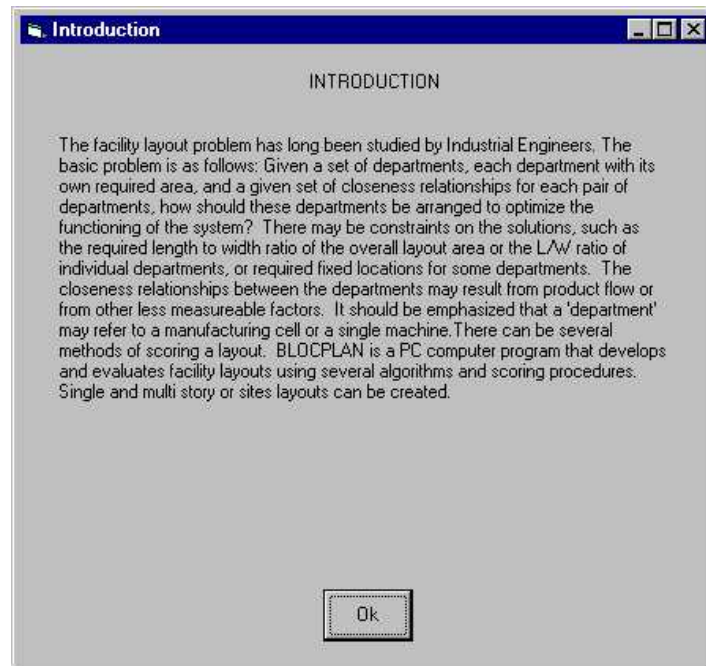 Introduction
INTRODUCTION
The facility layout problem has long been studied by Industrial Engineers. The
basic problem is as follows: Given a set of departments, each department with its
own required area, and a given set of closeness relationships for each pair of
departments, how should these departments be arranged to optimize the
functioning of the system?  There may be constraints on the solutions, such as
the required length to width ratio of the overall layout area or the L/W ratio of
individual departments, or required fixed locations for some departments.  The
closeness relationships between the departments may result from product flow or
from other less measureable factors.  It should be emphasized that a 'department'
may refer to a manufacturing cell or a single machine.There can be several
methods of scoring a layout.  BLOCPLAN is a PC computer program that develops
and evaluates facility layouts using several algorithms and scoring procedures.
Single and multi story or sites layouts can be created.
Ok